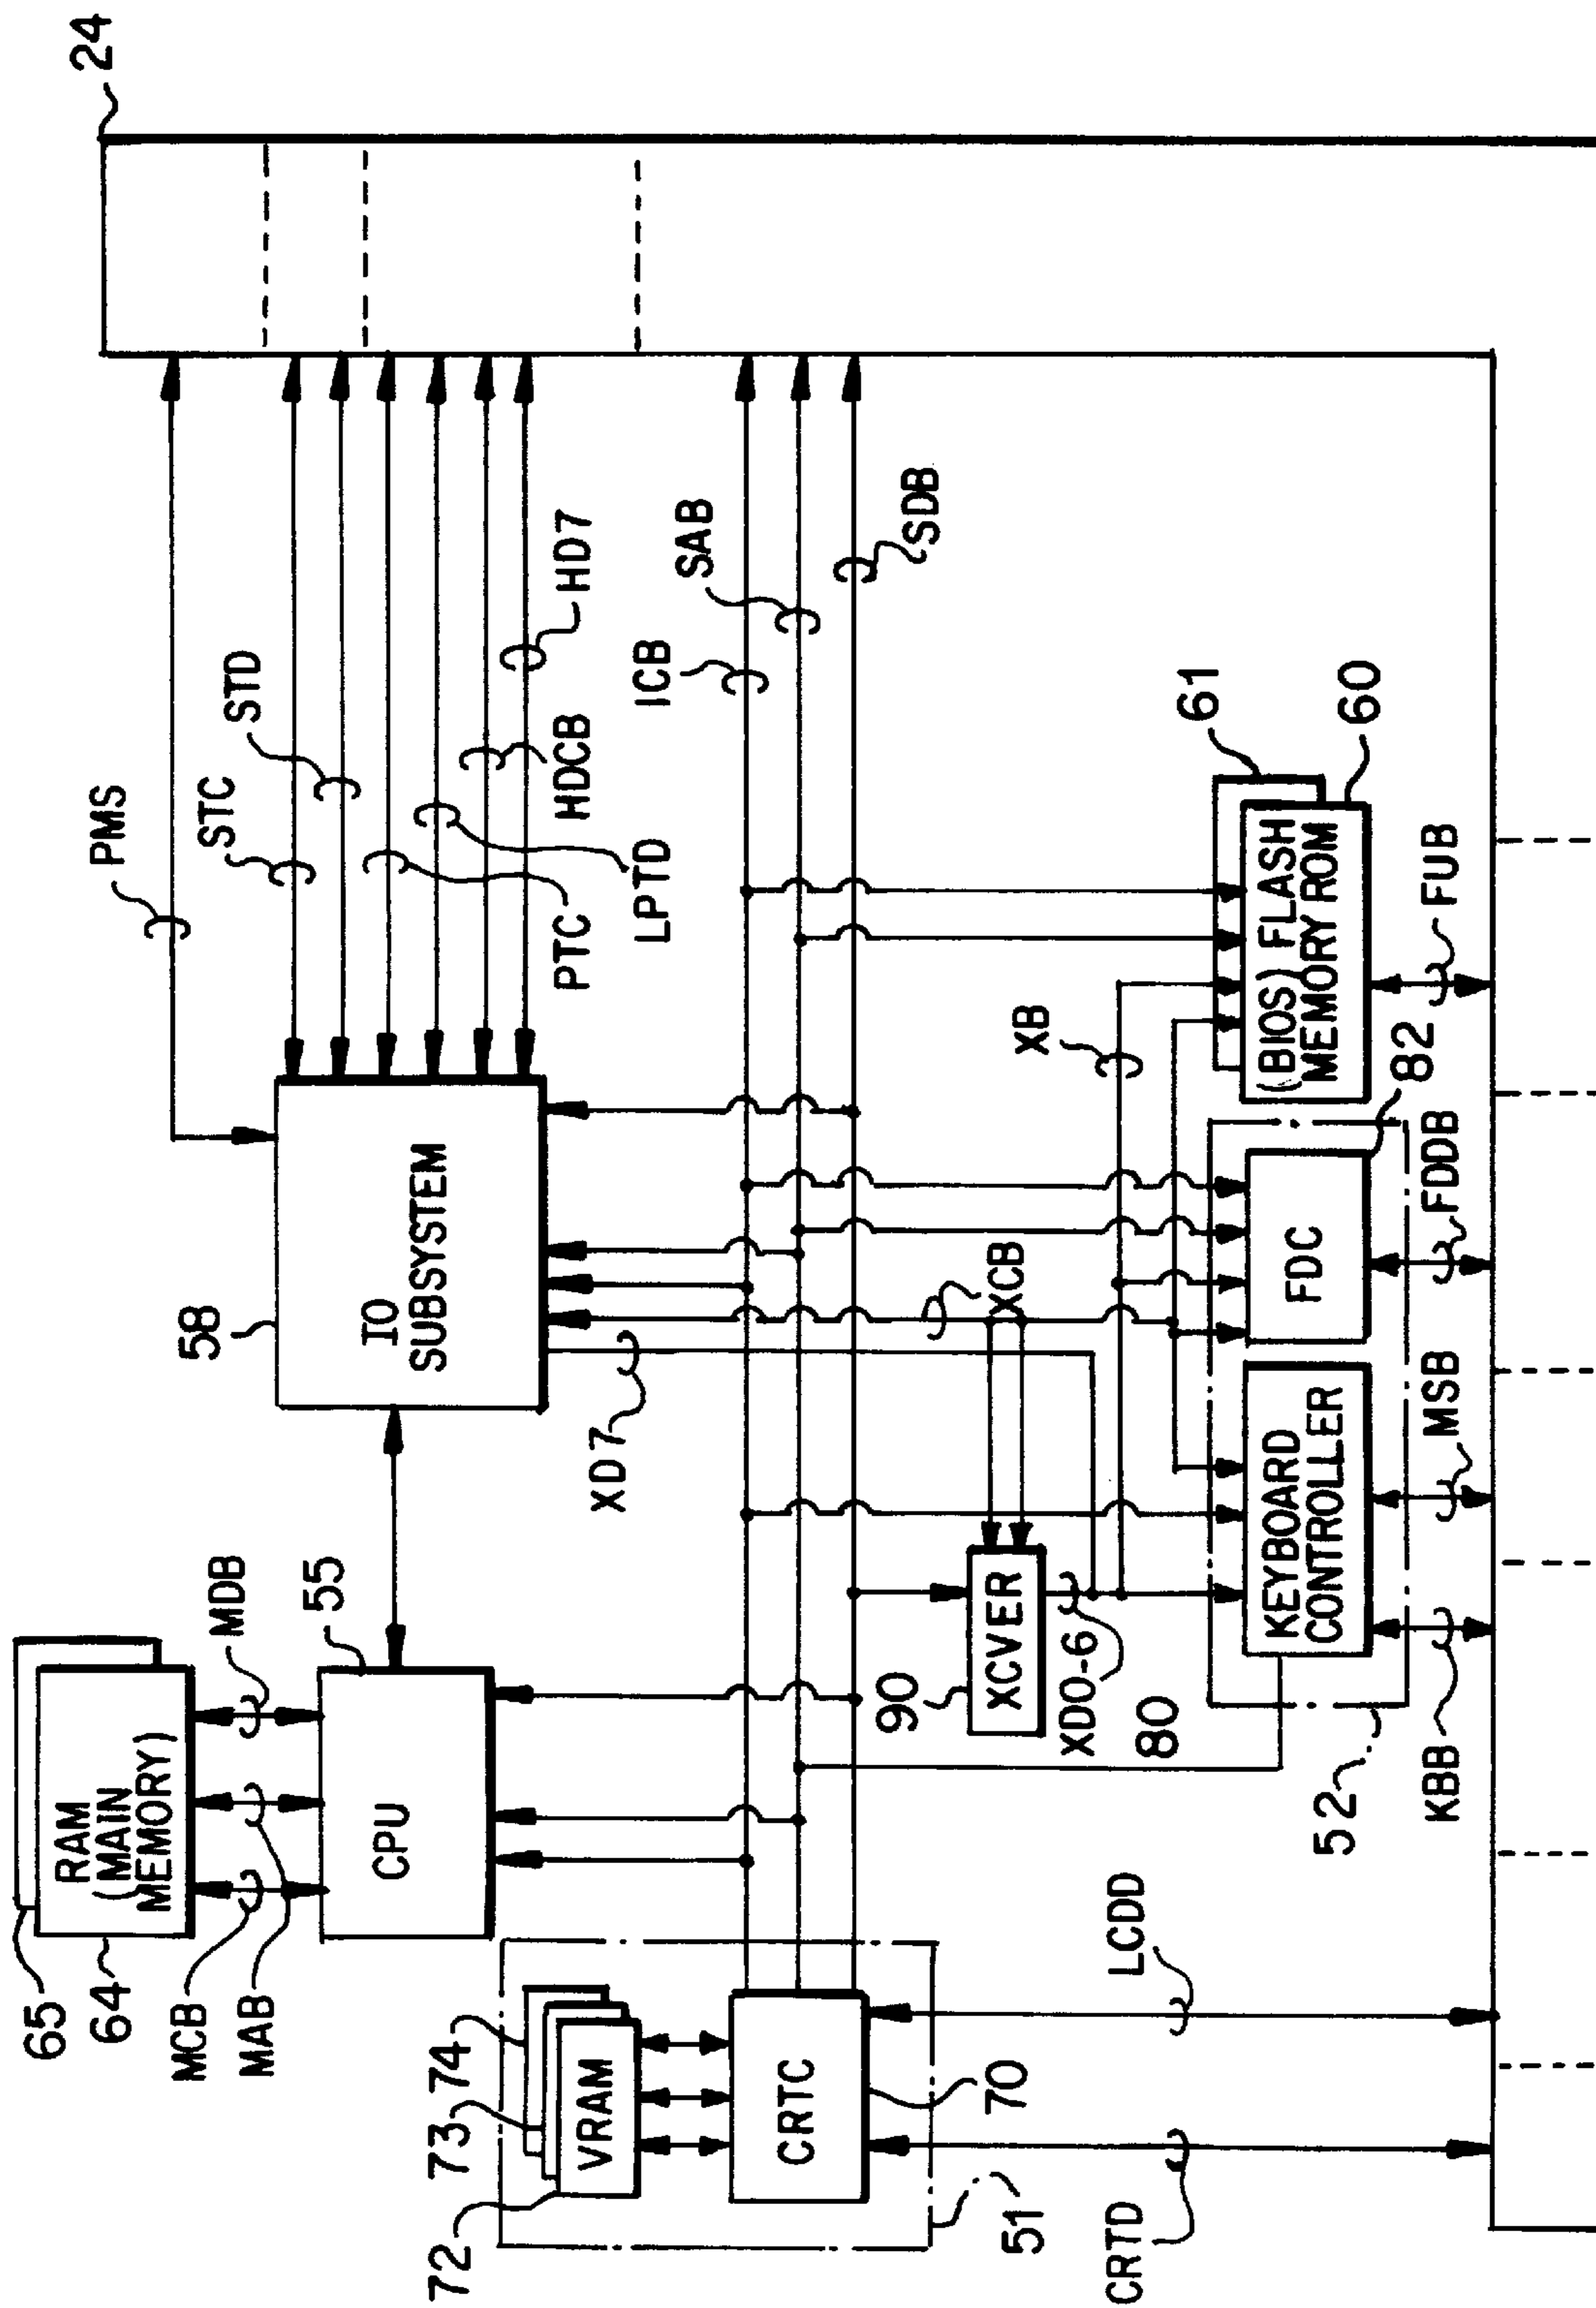 24
PMS
STC
STD
PTC
LPTD
HDCB
HD7
ICB
SAB
SDB
58
IO
SUBSYSTEM
XD7
XCB
XB
65
64
RAM
(MAIN
MEMORY)
MCB
MAB
MDB
55
CPU
72
73
74
VRAM
CRTC
70
51
CRTD
LCDD
90
XCVER
XD0-6
80
52
KEYBOARD
CONTROLLER
KBB
MSB
FDC
82
FDDB
61
60
(BIOS) FLASH
MEMORY ROM
FUB